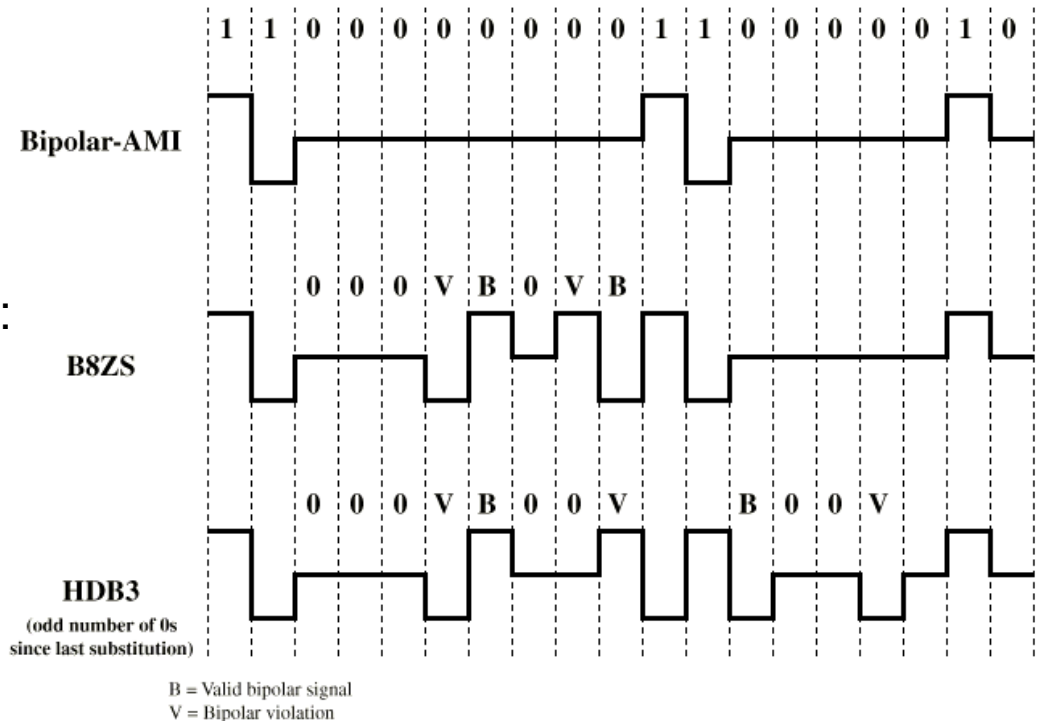 1 1 0 0 0 0 0 0 0 0 1 1 0 0 0 0 0 1 0
Bipolar-AMI
0 0 0 V B 0 V B
:
B8ZS
0 0 0 V B 0 0 V B 0 0 V
HDB3
(odd number of 0s
since last substitution)
B = Valid bipolar signal
V = Bipolar violation